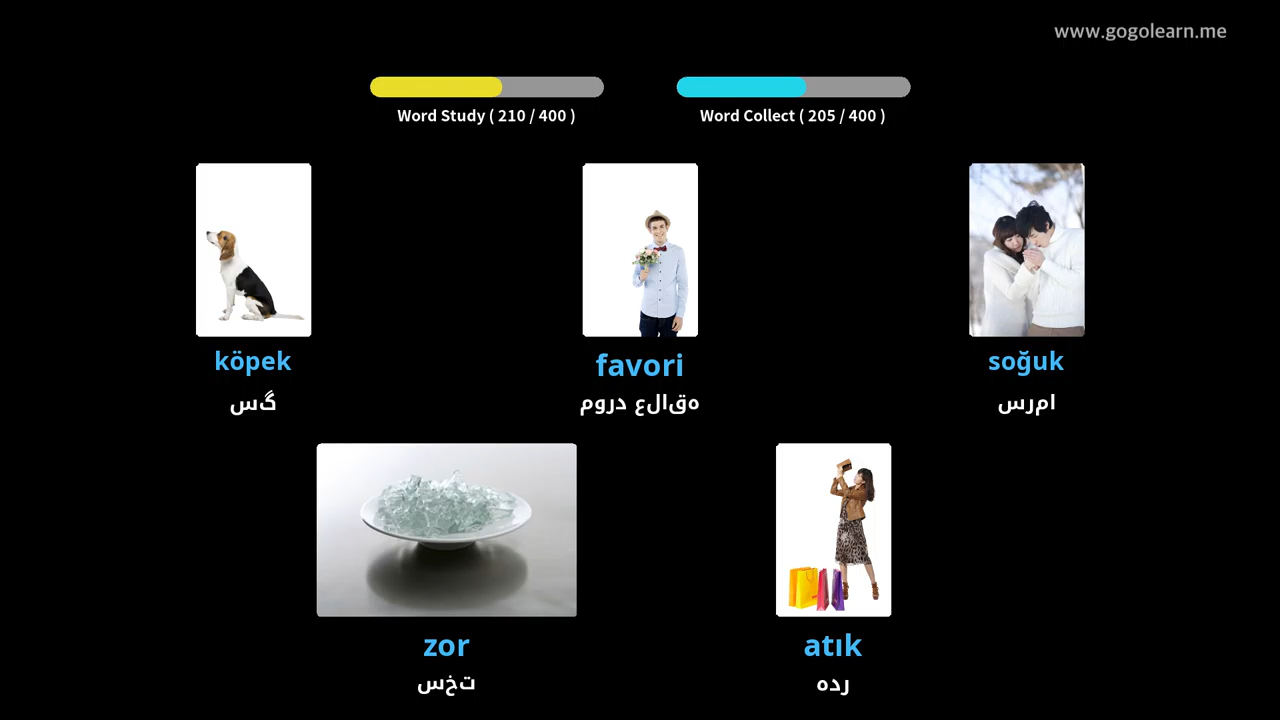 www.gogolearn.me
Word Study ( 210 / 400 )
Word Collect ( 205 / 400 )
köpek
گس
favori
هقالع دروم
soğuk
امرس
zor
تخس
atık
رده